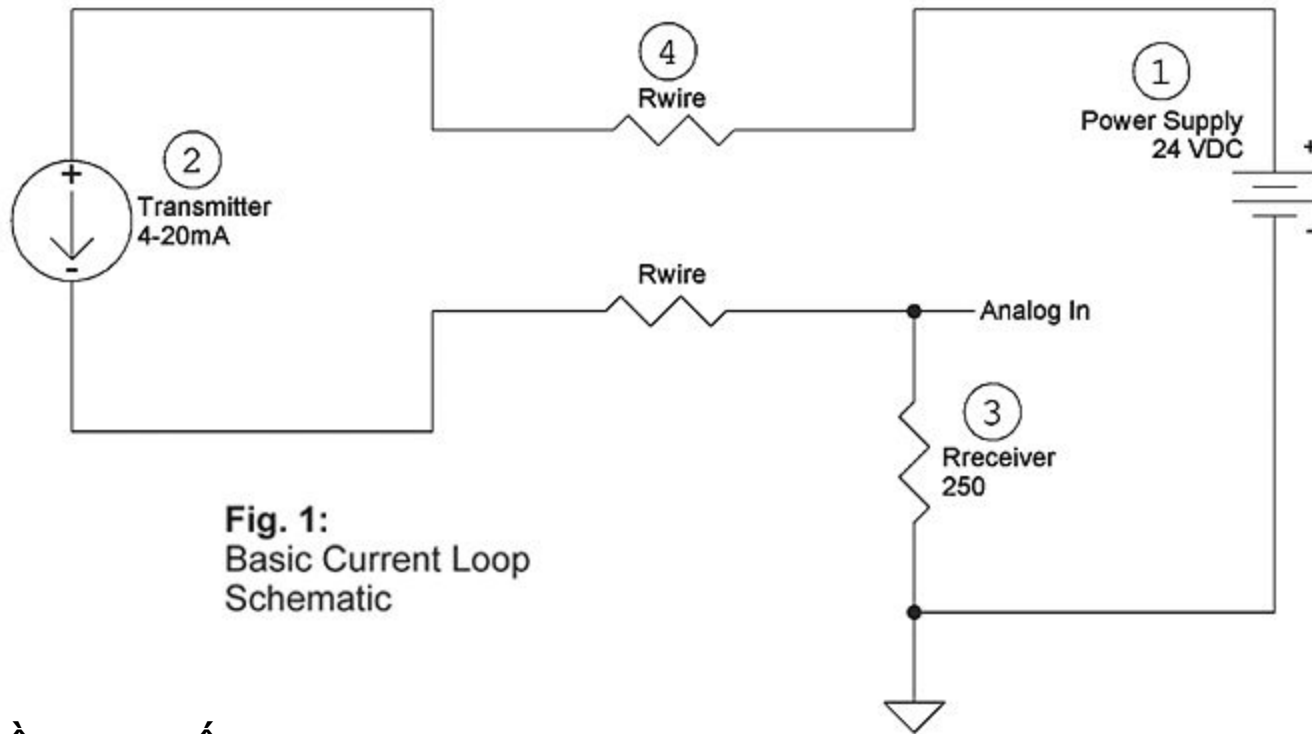 4
Rwire
1
Power Supply
24 VDC
+
-
2
+
Transmitter
4-20mA
-
Rwire
Analog In
3
Rreceiver
250
Fig. 1:
Basic Current Loop
Schematic